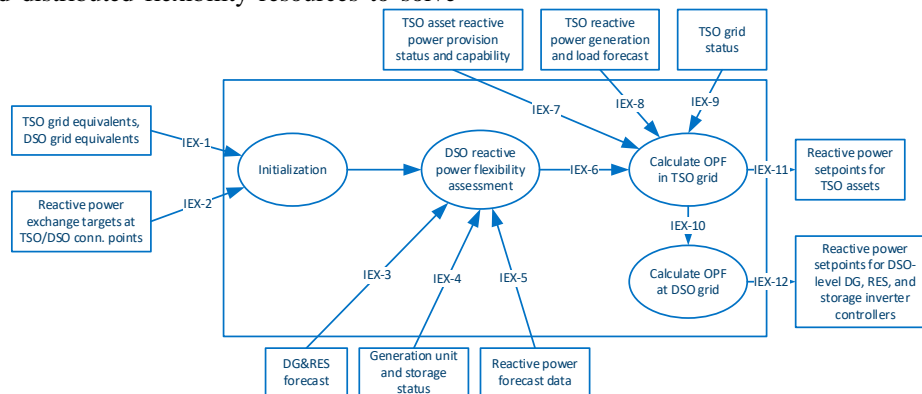 d distributed flexibility resources to solve
TSO asset reactive
power provision
status and capability
TSO reactive
power generation
and load forecast
TSO grid
status
IEX-7
IEX-8
IEX-9
TSO grid equivalents,
DSO grid equivalents
IEX-1
Reactive power
exchange targets at
TSO/DSO conn. points
IEX-2
Initialization
DSO reactive
power flexibility
assessment
IEX-6
Calculate OPF
in TSO grid
IEX-11
Reactive power
setpoints for
TSO assets
IEX-10
Calculate OPF
at DSO grid
IEX-12
Reactive power
setpoints for DSO-
level DG, RES, and
storage inverter
controllers
IEX-3
IEX-4
IEX-5
DG&RES
forecast
Generation unit
and storage
status
Reactive power
forecast data